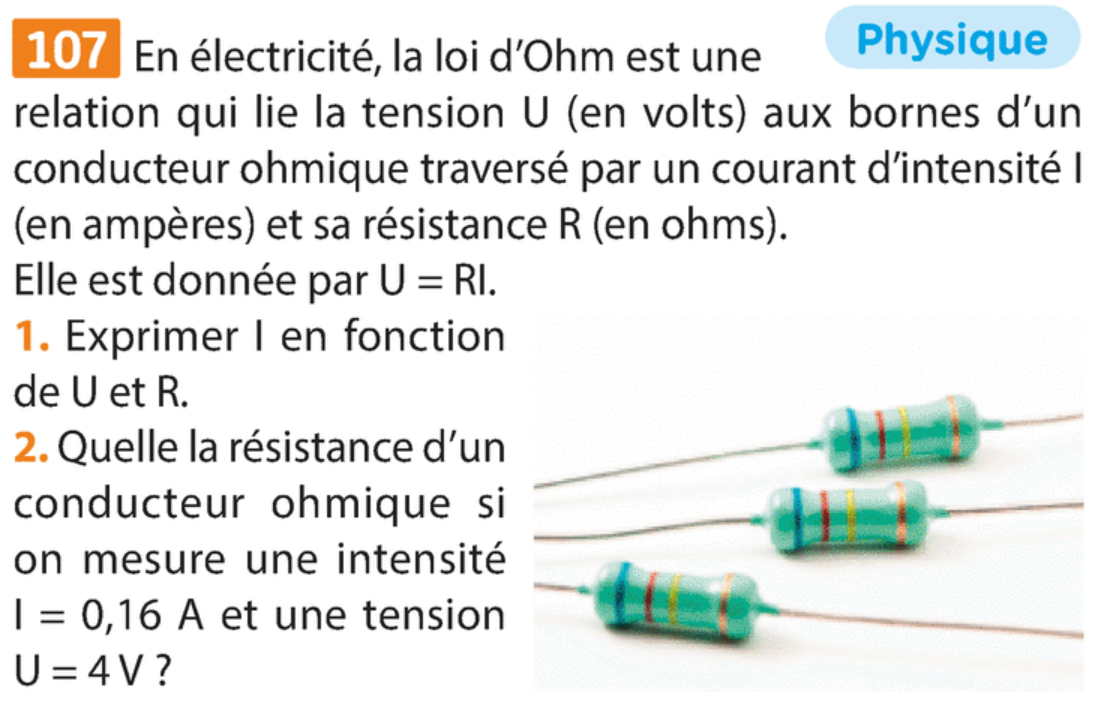 107 En électricité, la loi d'Ohm est une
Physique
relation qui lie la tension U (en volts) aux bornes d'un
conducteur ohmique traversé par un courant d'intensité I
(en ampères) et sa résistance R (en ohms).
Elle est donnée par U = RI.
1. Exprimer I en fonction
de U et R.
2. Quelle la résistance d'un
conducteur ohmique si
on mesure une intensité
I = 0,16 A et une tension
U = 4 V ?